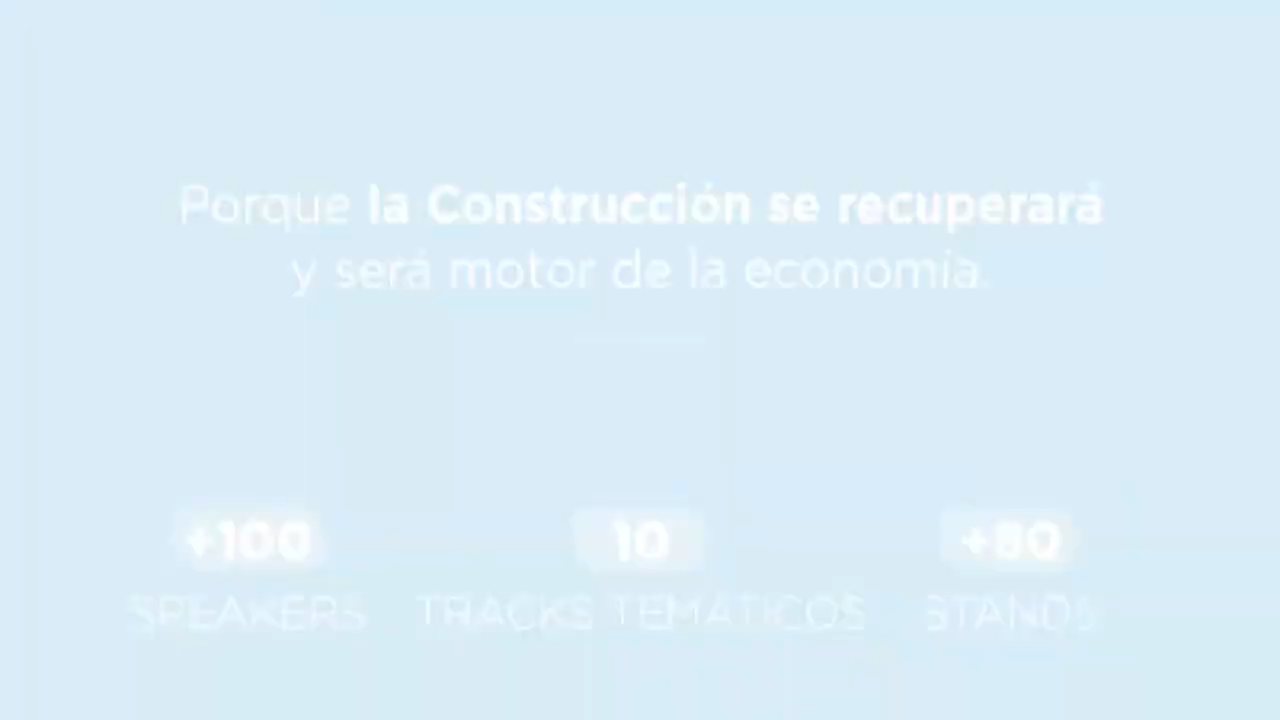 Porque la Construcción se recuperará
y será motor de la economía.
+100 10 +80
SPEAKERS TRACKS TEMÁTICOS STANDS